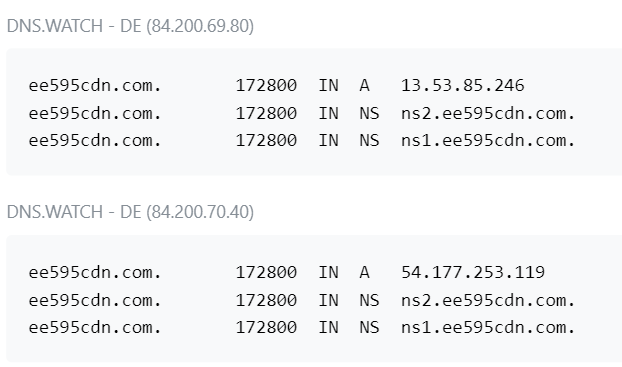 DNS.WATCH - DE (84.200.69.80)
ee595cdn.com. 172800 IN A 13.53.85.246
ee595cdn.com. 172800 IN NS ns2.ee595cdn.com.
ee595cdn.com. 172800 IN NS ns1.ee595cdn.com.
DNS.WATCH - DE (84.200.70.40)
ee595cdn.com. 172800 IN A 54.177.253.119
ee595cdn.com. 172800 IN NS ns2.ee595cdn.com.
ee595cdn.com. 172800 IN NS ns1.ee595cdn.com.